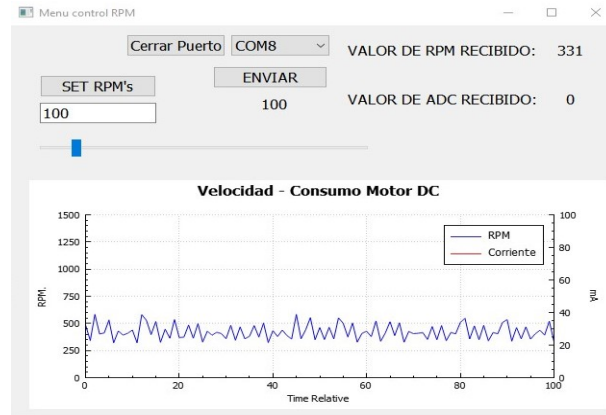 Menu control RPM
Cerrar Puerto COM8 VALOR DE RPM RECIBIDO: 331
SET RPM's ENVIAR
100 100 VALOR DE ADC RECIBIDO: 0
Velocidad - Consumo Motor DC
1500 100
1250 80
1000 60
750
500 40
250 20
0 0
RPM.
mA
RPM
Corriente
0 20 40 60 80 100
Time Relative